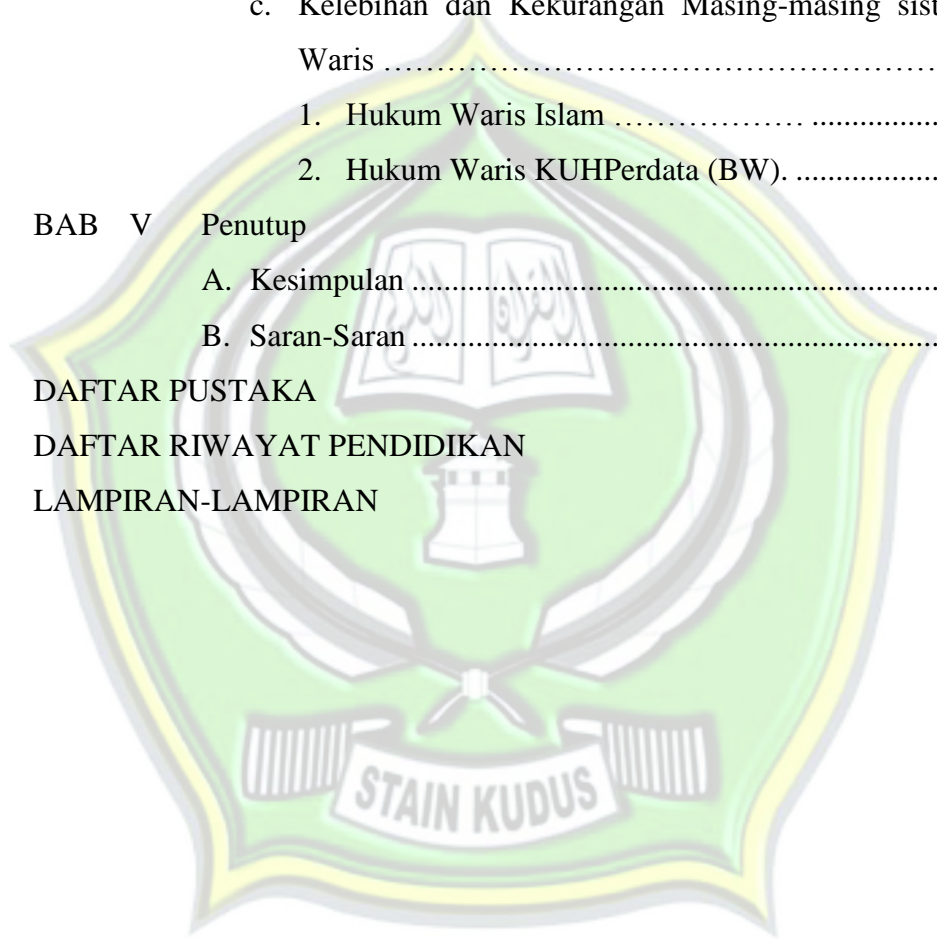 c. Kelebihan dan Kekurangan Masing-masing sist
Waris ……………………………………………
1. Hukum Waris Islam ……………… ................
2. Hukum Waris KUHPerdata (BW). .................
BAB V Penutup
A. Kesimpulan ................................................................
B. Saran-Saran ................................................................
DAFTAR PUSTAKA
DAFTAR RIWAYAT PENDIDIKAN
LAMPIRAN-LAMPIRAN
STAIN KUDUS